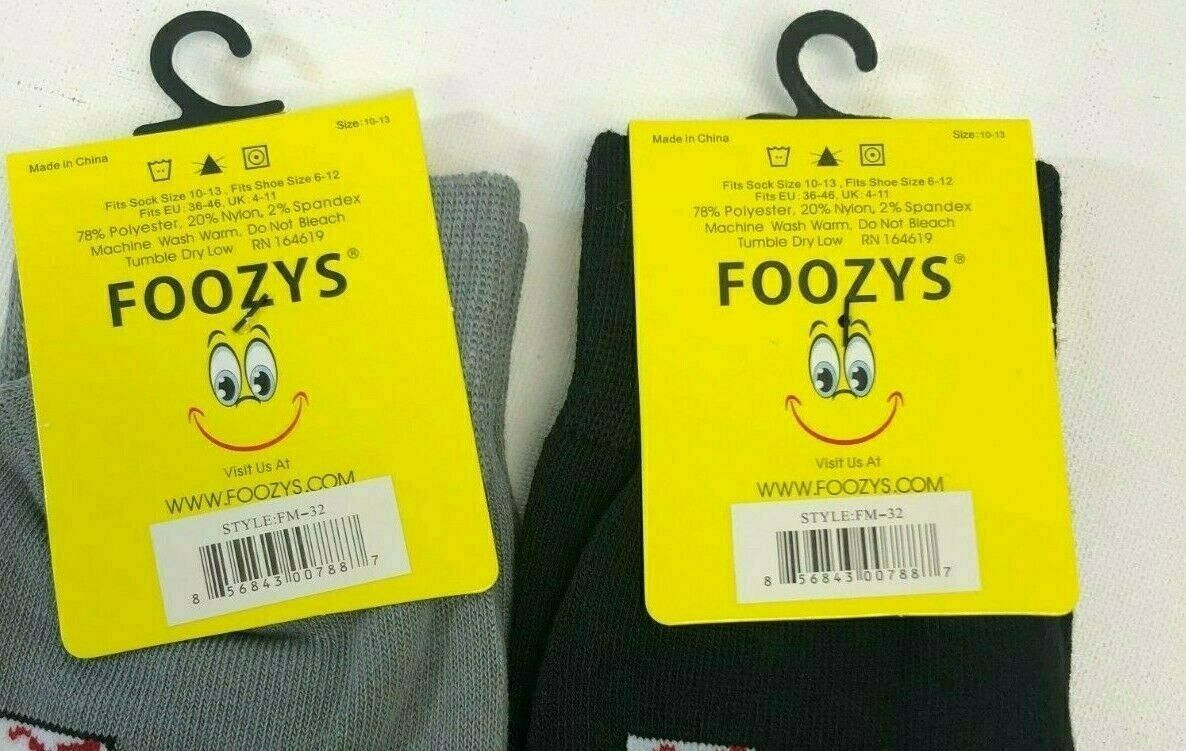 Made in China
Size: 10-13
Fits Sock Size 10-13 , Fits Shoe Size 6-12
Fits EU : 36-46, UK: 4-11
78% Polyester, 20% Nylon, 2% Spandex
Machine Wash Warm, Do Not Bleach
Tumble Dry Low RN 164619
FOOZYS®
Visit Us At
WWW.FOOZYS.COM
STYLE:FM-32
8 56843 00788 7
Made in China
Size: 10-13
Fits Sock Size 10-13 , Fits Shoe Size 6-12
Fits EU : 36-46, UK: 4-11
78% Polyester, 20% Nylon, 2% Spandex
Machine Wash Warm, Do Not Bleach
Tumble Dry Low RN 164619
FOOZYS®
Visit Us At
WWW.FOOZYS.COM
STYLE:FM-32
8 56843 00788 7